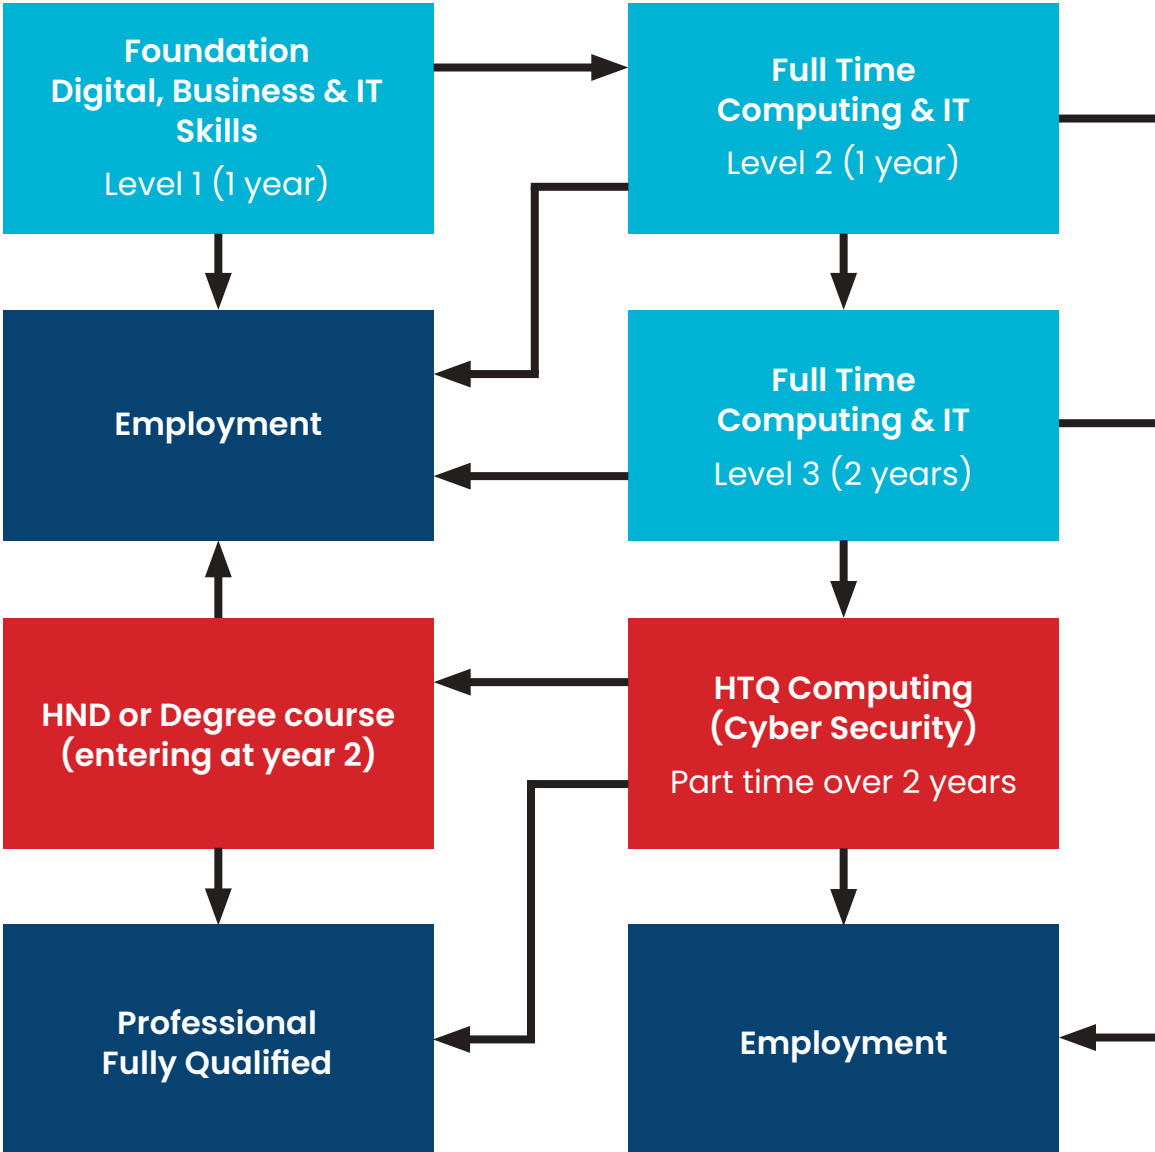 Foundation
Digital, Business & IT
Skills
Level 1 (1 year)
Full Time
Computing & IT
Level 2 (1 year)
Employment
Full Time
Computing & IT
Level 3 (2 years)
HND or Degree course
(entering at year 2)
HTQ Computing
(Cyber Security)
Part time over 2 years
Professional
Fully Qualified
Employment